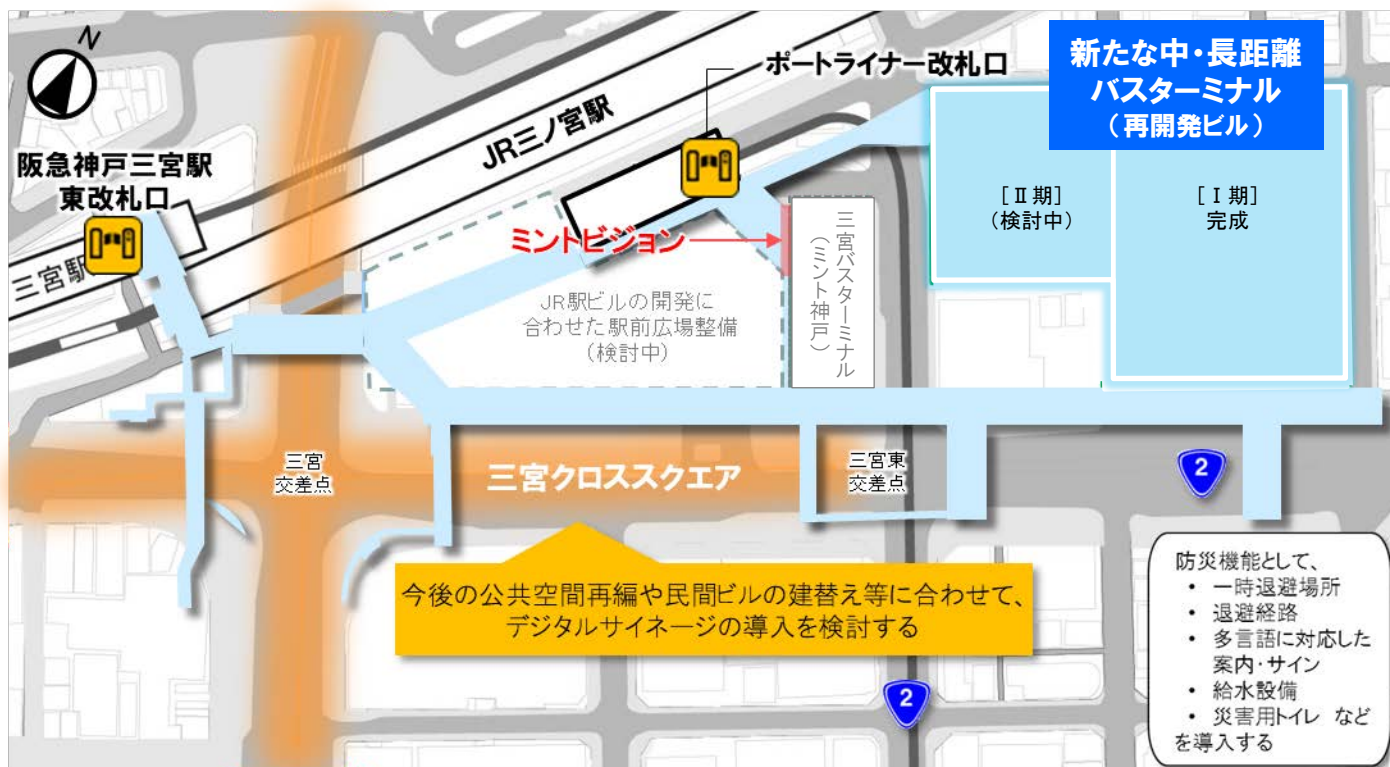 N
ポートライナー改札口
新たな中・長距離
バスターミナル
（再開発ビル）
阪急神戸三宮駅
東改札口
JR三ノ宮駅
三宮駅
ミントビジョン
三宮バスターミナル
（ミント神戸）
［Ⅱ期］
（検討中）
［Ⅰ期］
完成
JR駅ビルの開発に
合わせた駅前広場整備
（検討中）
三宮
交差点
三宮クロススクエア
三宮東
交差点
2
今後の公共空間再編や民間ビルの建替え等に合わせて、
デジタルサイネージの導入を検討する
2
防災機能として、
• 一時退避場所
• 退避経路
• 多言語に対応した
案内・サイン
• 給水設備
• 災害用トイレ など
を導入する